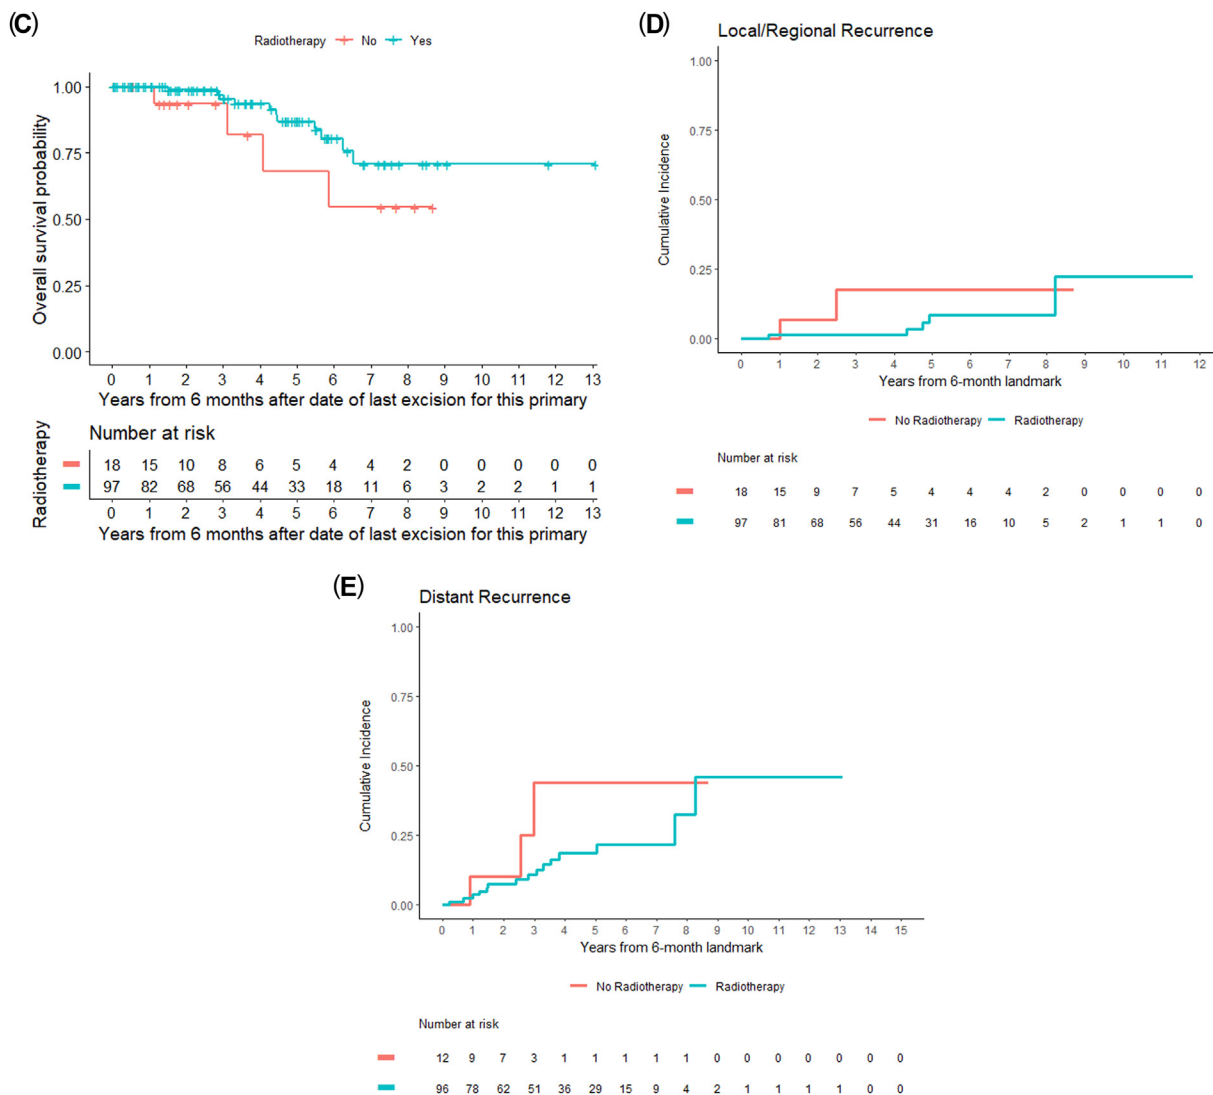 (C)
Radiotherapy No Yes
Overall survival probability
1.00
0.75
0.50
0.25
0.00
0 1 2 3 4 5 6 7 8 9 10 11 12 13
Years from 6 months after date of last excision for this primary
Radiotherapy
Number at risk
18 15 10 8 6 5 4 4 2 0 0 0 0 0
97 82 68 56 44 33 18 11 6 3 2 2 1 1
0 1 2 3 4 5 6 7 8 9 10 11 12 13
Years from 6 months after date of last excision for this primary
(D)
Local/Regional Recurrence
Cumulative Incidence
1.00
0.75
0.50
0.25
0.00
0 1 2 3 4 5 6 7 8 9 10 11 12
Years from 6-month landmark
No Radiotherapy Radiotherapy
Number at risk
18 15 9 7 5 4 4 4 2 0 0 0 0
97 81 68 56 44 31 16 10 5 2 1 1 0
(E)
Distant Recurrence
Cumulative Incidence
1.00
0.75
0.50
0.25
0.00
0 1 2 3 4 5 6 7 8 9 10 11 12 13 14 15
Years from 6-month landmark
No Radiotherapy Radiotherapy
Number at risk
12 9 7 3 1 1 1 1 1 0 0 0 0 0 0 0
96 78 62 51 36 29 15 9 4 2 1 1 1 1 0 0